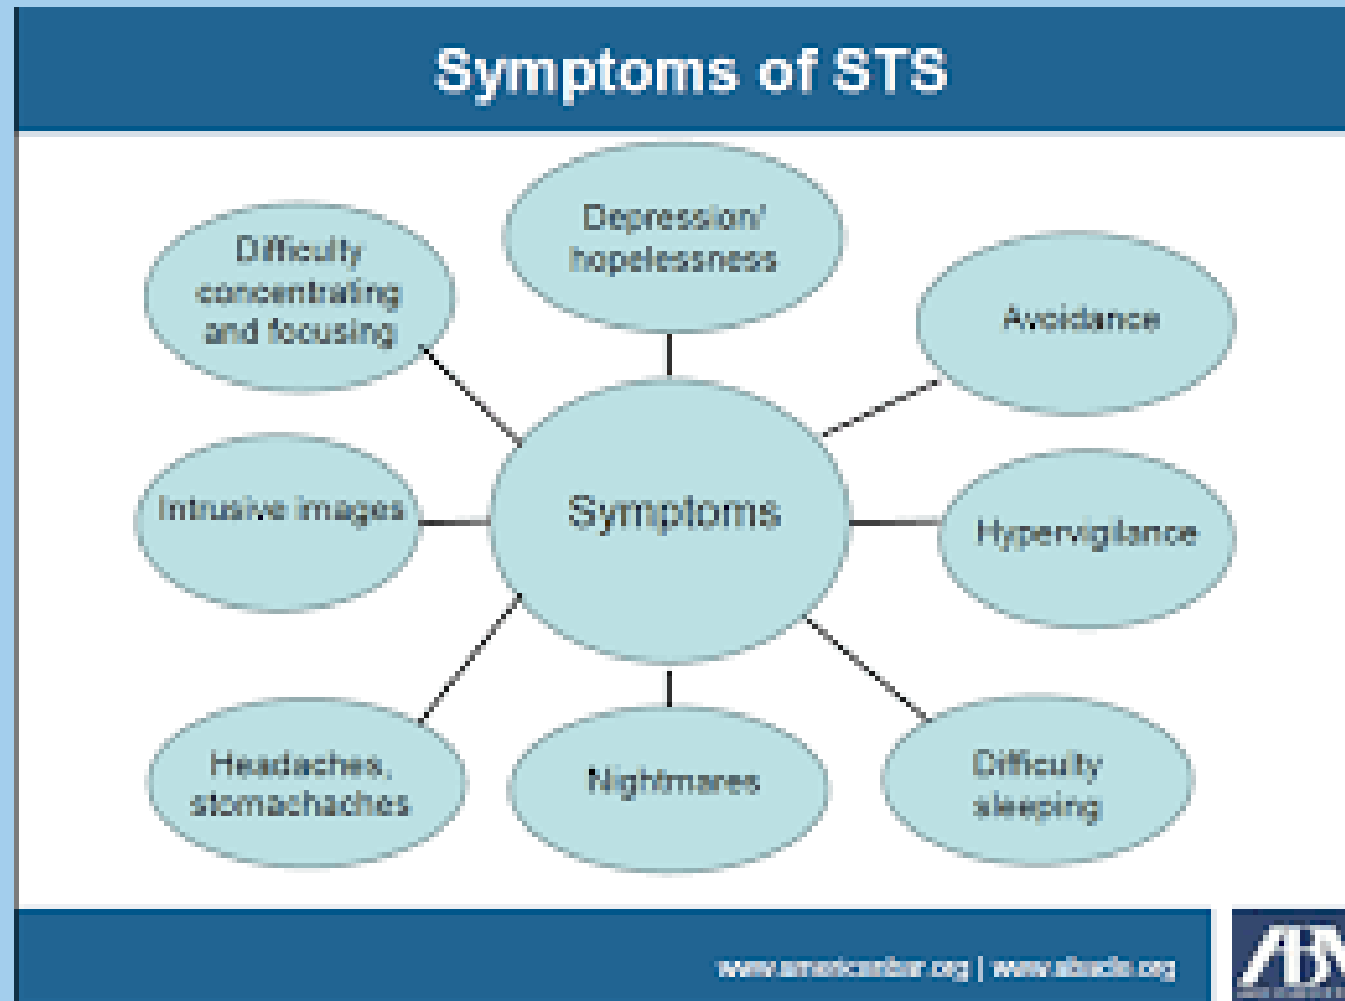 Symptoms of STS
Depression/
hopelessness
Difficulty
concentrating
and focusing
Avoidance
Intrusive images
Symptoms
Hypervigilance
Headaches,
stomachaches
Nightmares
Difficulty
sleeping
www.americanbar.org | www.abacle.org